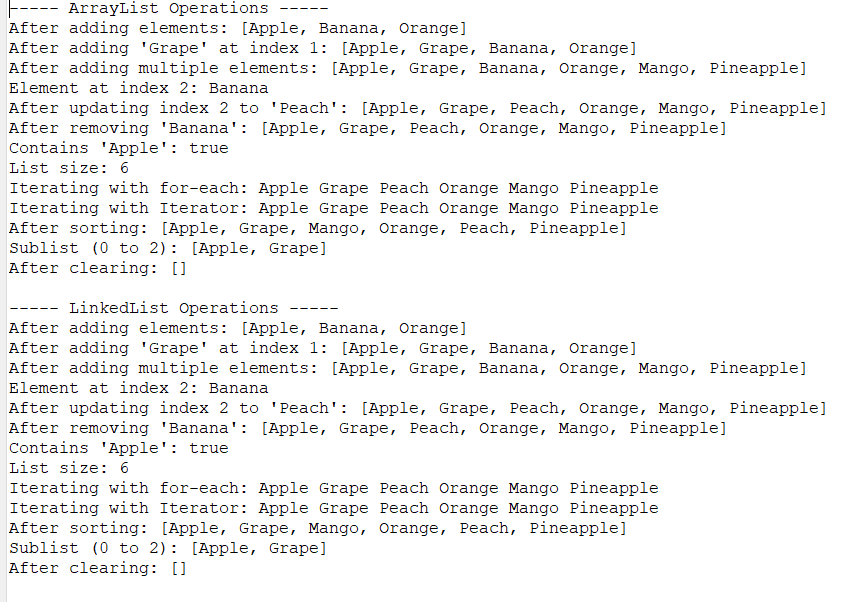 ----- ArrayList Operations -----
After adding elements: [Apple, Banana, Orange]
After adding 'Grape' at index 1: [Apple, Grape, Banana, Orange]
After adding multiple elements: [Apple, Grape, Banana, Orange, Mango, Pineapple]
Element at index 2: Banana
After updating index 2 to 'Peach': [Apple, Grape, Peach, Orange, Mango, Pineapple]
After removing 'Banana': [Apple, Grape, Peach, Orange, Mango, Pineapple]
Contains 'Apple': true
List size: 6
Iterating with for-each: Apple Grape Peach Orange Mango Pineapple
Iterating with Iterator: Apple Grape Peach Orange Mango Pineapple
After sorting: [Apple, Grape, Mango, Orange, Peach, Pineapple]
Sublist (0 to 2): [Apple, Grape]
After clearing: []

----- LinkedList Operations -----
After adding elements: [Apple, Banana, Orange]
After adding 'Grape' at index 1: [Apple, Grape, Banana, Orange]
After adding multiple elements: [Apple, Grape, Banana, Orange, Mango, Pineapple]
Element at index 2: Banana
After updating index 2 to 'Peach': [Apple, Grape, Peach, Orange, Mango, Pineapple]
After removing 'Banana': [Apple, Grape, Peach, Orange, Mango, Pineapple]
Contains 'Apple': true
List size: 6
Iterating with for-each: Apple Grape Peach Orange Mango Pineapple
Iterating with Iterator: Apple Grape Peach Orange Mango Pineapple
After sorting: [Apple, Grape, Mango, Orange, Peach, Pineapple]
Sublist (0 to 2): [Apple, Grape]
After clearing: []